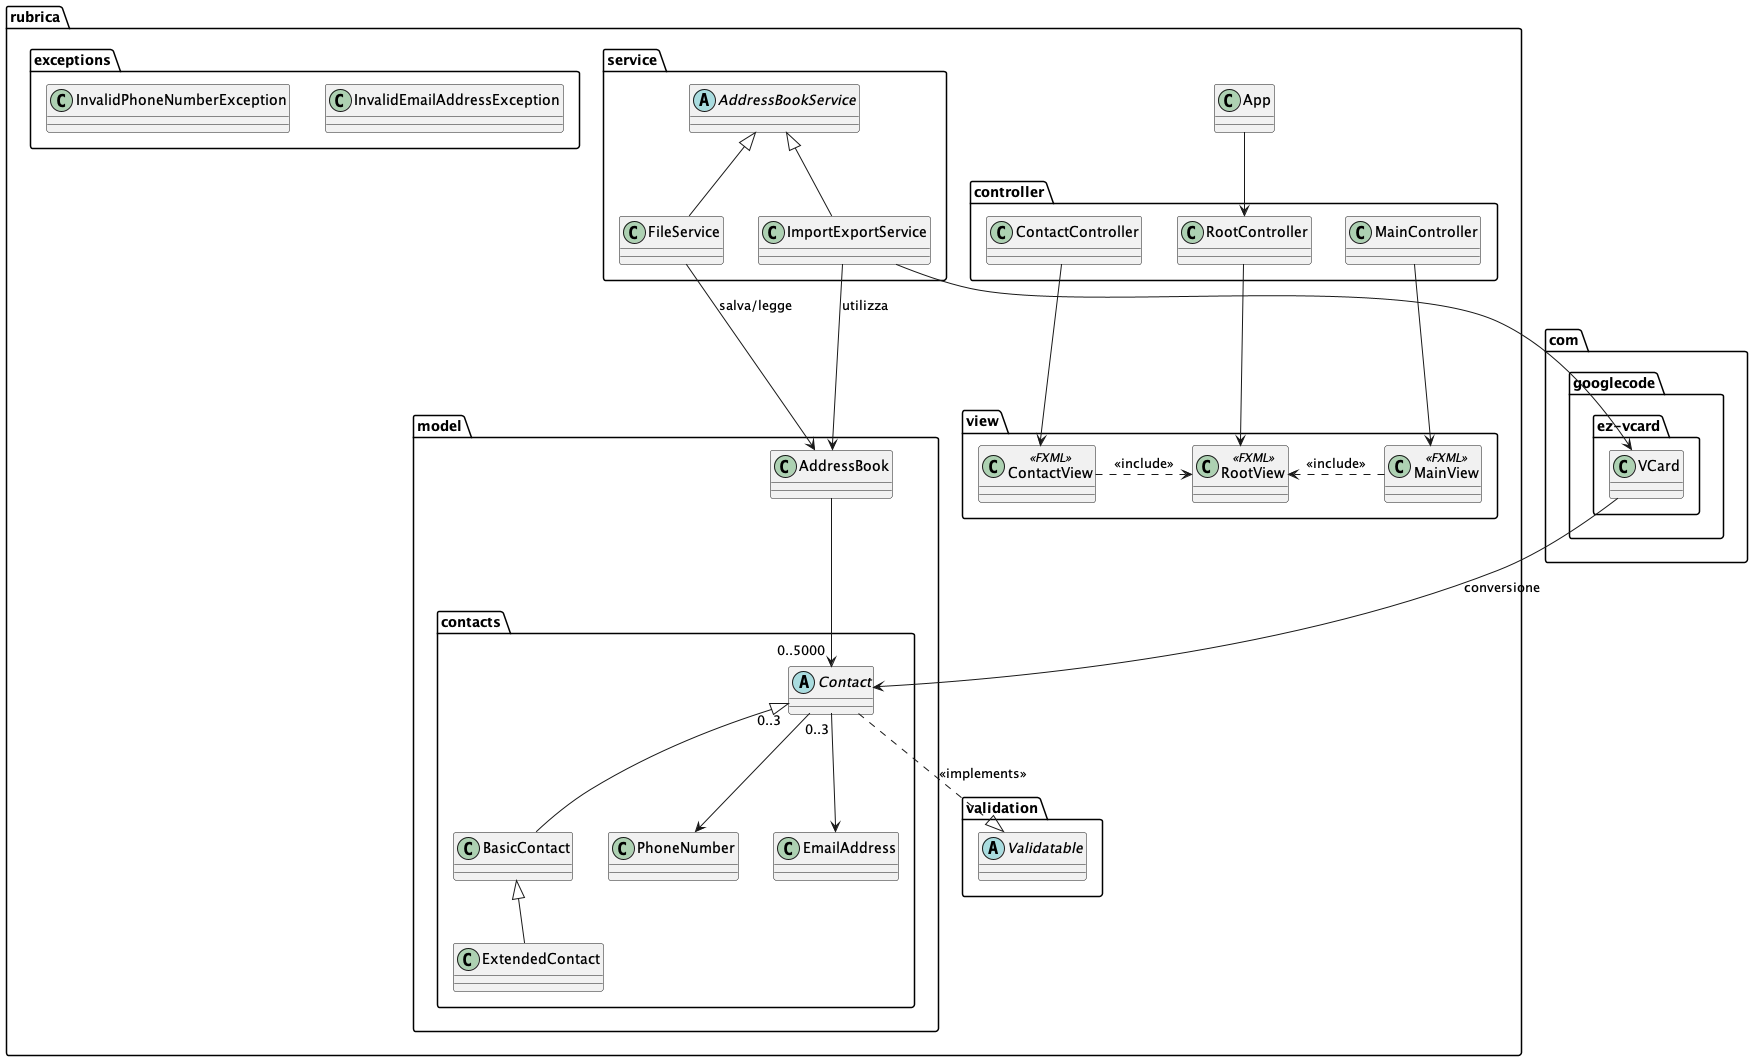 rubrica
exceptions
C InvalidPhoneNumberException
C InvalidEmailAddressException
service
A AddressBookService
C App
C FileService
C ImportExportService
controller
C ContactController
C RootController
C MainController
salva/legge
utilizza
com
googlecode
ez-vcard
C VCard
model
C AddressBook
view
C «FXML»
ContactView
«include»
C «FXML»
RootView
«include»
C «FXML»
MainView
conversione
contacts
0..5000
A Contact
0..3
0..3
«implements»
validation
A Validatable
C BasicContact
C PhoneNumber
C EmailAddress
C ExtendedContact